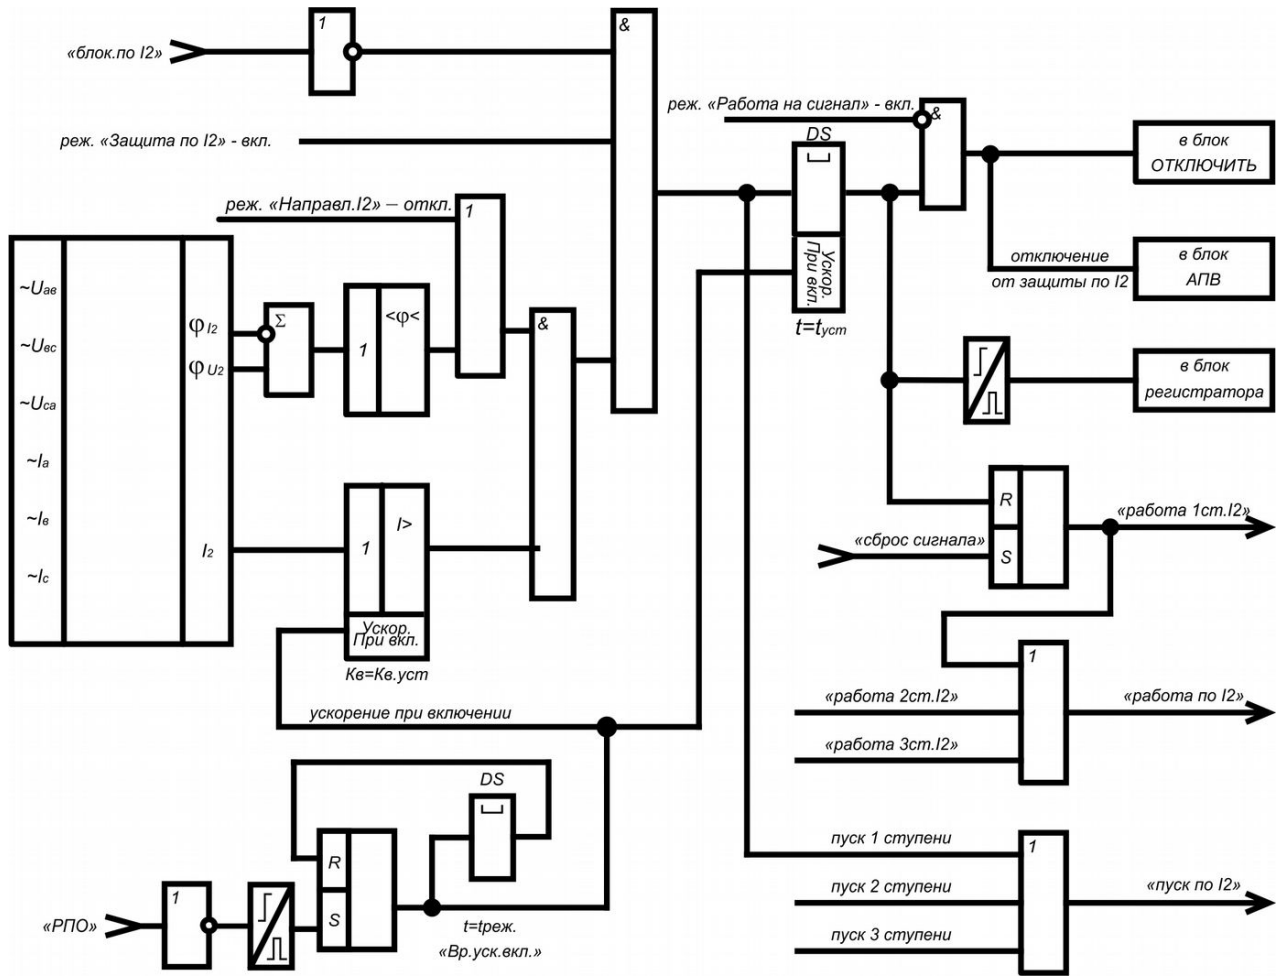 1
&
«блок.по I2»
реж. «Работа на сигнал» - вкл.
&
DS
в блок
ОТКЛЮЧИТЬ
реж. «Защита по I2» - вкл.
реж. «Направл.I2» – откл.
1
Ускор.
При вкл.
t=tуст
отключение
от защиты по I2
в блок
АПВ
~Uав
~Uвс
~Uса
~Iа
~Iв
~Iс
φI2
φU2
I2
Σ
1
<φ<
&
в блок
регистратора
1
I>
Ускор.
При вкл.
Кв=Кв.уст
R
S
«работа 1ст.I2»
«сброс сигнала»
1
«работа 2ст.I2»
«работа по I2»
«работа 3ст.I2»
ускорение при включении
DS
R
S
t=tреж.
«Вр.уск.вкл.»
«РПО»
1
пуск 1 ступени
1
пуск 2 ступени
«пуск по I2»
пуск 3 ступени